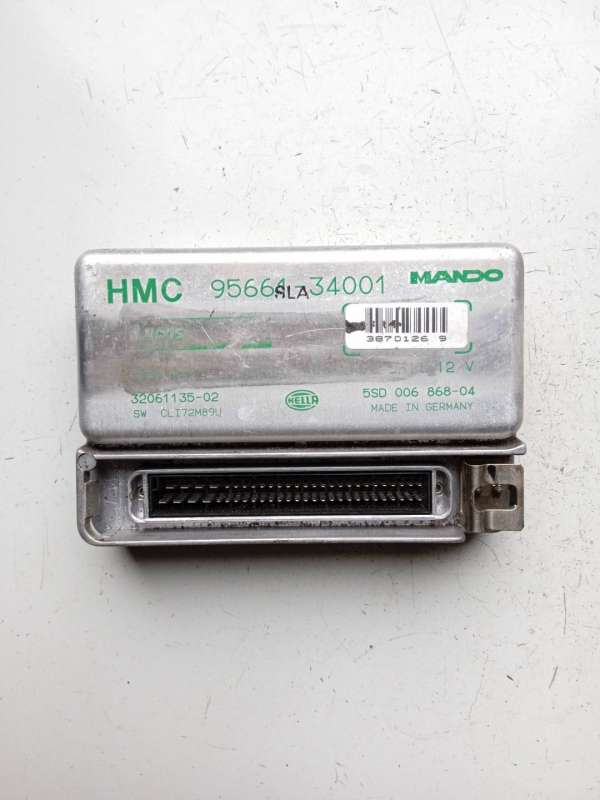 HMC 95661-34001 MANDO
SLA
3870126 9
12 V
32061135-02 HELLA 5SD 006 868-04
SW CLI72M89U MADE IN GERMANY